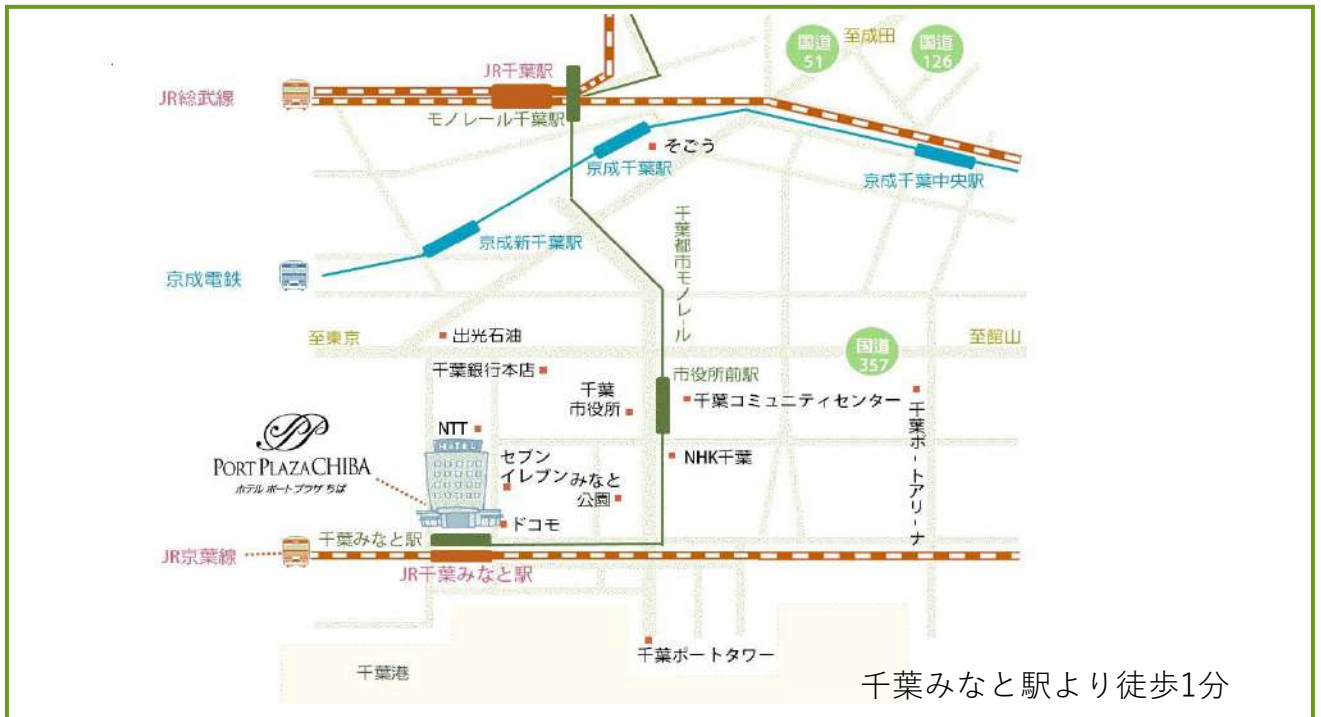 国道
51
至成田
国道
126
JR千葉駅
JR総武線
モノレール千葉駅
そごう
京成千葉駅
京成千葉中央駅
千葉都市モノレール
京成新千葉駅
京成電鉄
至東京
出光石油
国道
357
至館山
千葉銀行本店
市役所前駅
千葉
市役所
千葉コミュニティセンター
千葉ポートアリーナ
NTT
HOTEL
PORT PLAZA CHIBA
ホテル ポートプラザ ちば
セブン
イレブン
みなと
公園
NHK千葉
ドコモ
千葉みなと駅
JR京葉線
JR千葉みなと駅
千葉ポートタワー
千葉港
千葉みなと駅より徒歩1分